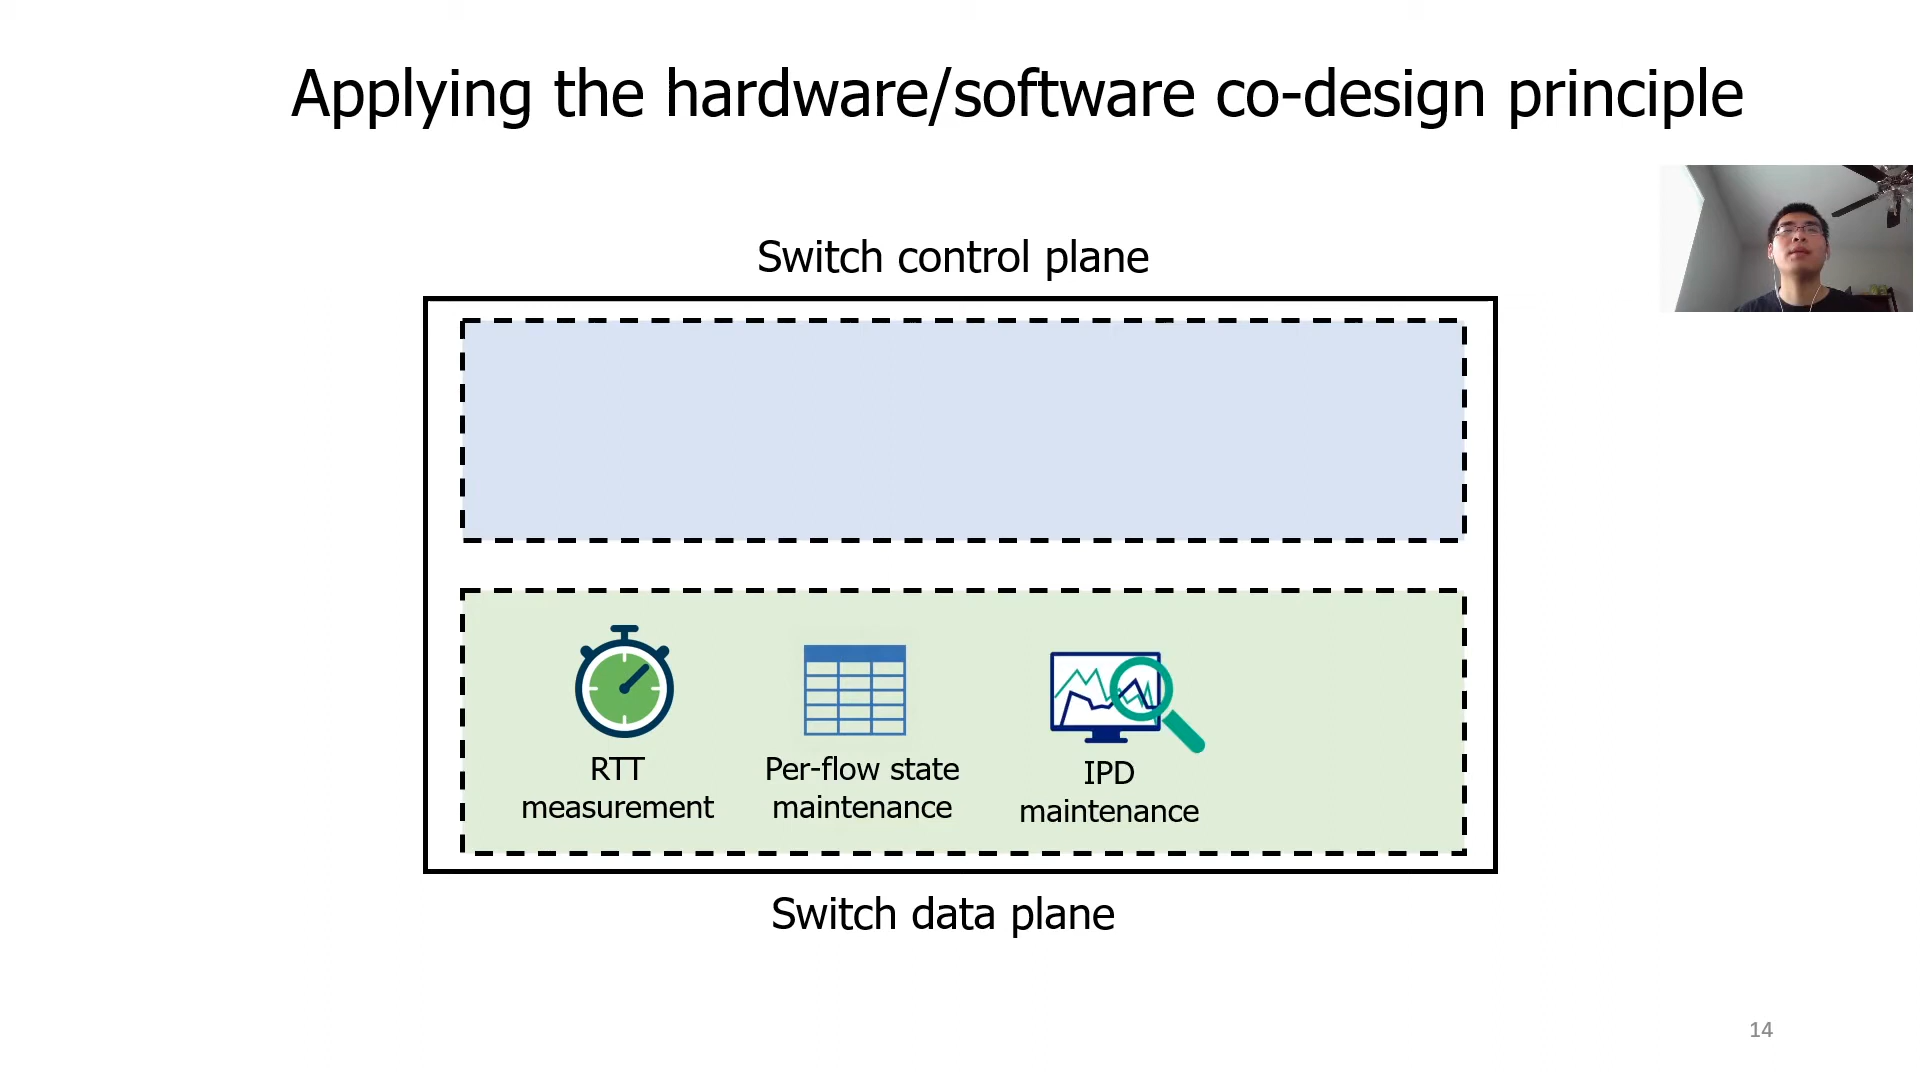 Applying the hardware/software co-design principle
Switch control plane
RTT
measurement
Per-flow state
maintenance
IPD
maintenance
Switch data plane
14